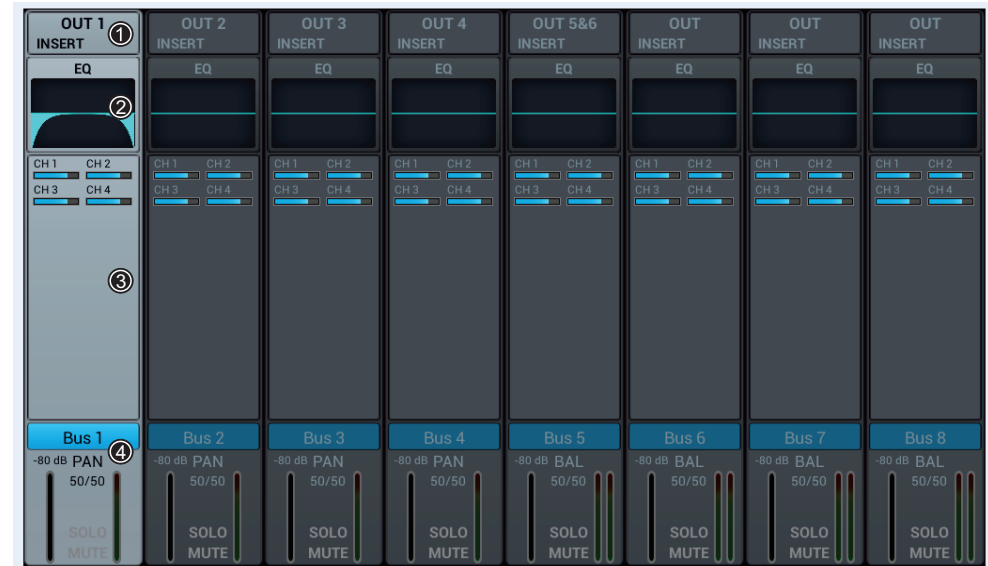 OUT 1 ① OUT 2 OUT 3 OUT 4 OUT 5&6 OUT OUT OUT
INSERT INSERT INSERT INSERT INSERT INSERT INSERT INSERT
EQ EQ EQ EQ EQ EQ EQ EQ
②
CH 1 CH 2 CH 1 CH 2 CH 1 CH 2 CH 1 CH 2 CH 1 CH 2 CH 1 CH 2 CH 1 CH 2 CH 1 CH 2
CH 3 CH 4 CH 3 CH 4 CH 3 CH 4 CH 3 CH 4 CH 3 CH 4 CH 3 CH 4 CH 3 CH 4 CH 3 CH 4
③
Bus 1 Bus 2 Bus 3 Bus 4 Bus 5 Bus 6 Bus 7 Bus 8
④
-80 dB PAN -80 dB PAN -80 dB PAN -80 dB PAN -80 dB BAL -80 dB BAL -80 dB BAL -80 dB BAL
50/50 50/50 50/50 50/50 50/50 50/50 50/50 50/50
SOLO SOLO SOLO SOLO SOLO SOLO SOLO SOLO
MUTE MUTE MUTE MUTE MUTE MUTE MUTE MUTE